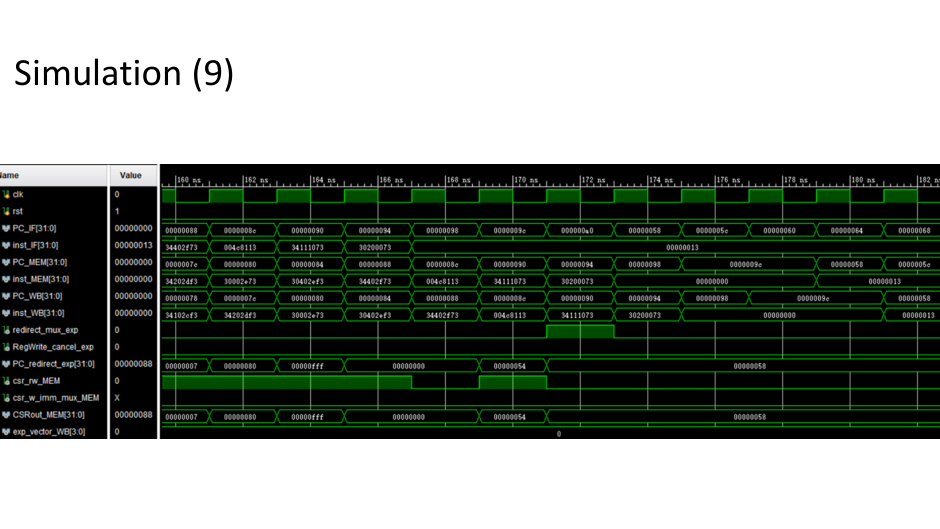 Simulation (9)
Name Value 160 ns 162 ns 164 ns 166 ns 168 ns 170 ns 172 ns 174 ns 176 ns 178 ns 180 ns 182 ns
clk 0
rst 1
PC_IF[31:0] 00000000 00000088 0000008c 00000090 00000094 00000098 0000009c 000000a0 00000058 0000005c 00000060 00000064 00000068
inst_IF[31:0] 00000013 34402f73 004c8113 34111073 30200073 00000013
PC_MEM[31:0] 00000000 0000007c 00000080 00000084 00000088 0000008c 00000090 00000094 00000098 0000009c 00000058 0000005c
inst_MEM[31:0] 00000000 342024f3 30002e73 30402ef3 34402f73 004c8113 34111073 30200073 00000000 00000013
PC_WB[31:0] 00000000 00000078 0000007c 00000080 00000084 00000088 0000008c 00000090 00000094 00000098 0000009c 00000058
inst_WB[31:0] 00000000 34102cf3 34202df3 30002e73 30402ef3 34402f73 004c8113 34111073 30200073 00000000 00000013
redirect_mux_exp 0
RegWrite_cancel_exp 0
PC_redirect_exp[31:0] 00000088 00000007 00000080 00000fff 00000000 00000054 00000058
csr_rw_MEM 0
csr_w_imm_mux_MEM X
CSRout_MEM[31:0] 00000088 00000007 00000080 00000fff 00000000 00000054 00000058
exp_vector_WB[3:0] 0 0